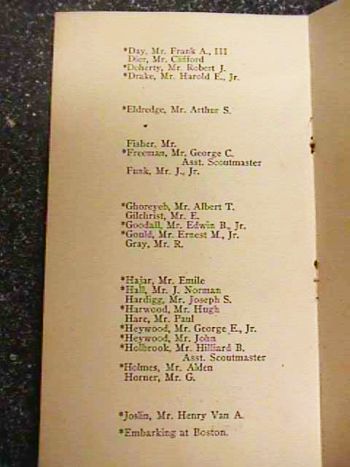 *Day, Mr. Frank A., III
Dier, Mr. Clifford
*Doherty, Mr. Robert J.
*Drake, Mr. Harold E., Jr.
*Eldredge, Mr. Arthur S.
Fisher, Mr.
*Freeman, Mr. George C.
Asst. Scoutmaster
Funk, Mr. J., Jr.
*Ghoreyeb, Mr. Albert T.
Gilchrist, Mr. E.
*Goodall, Mr. Edwin B., Jr.
*Gould, Mr. Ernest M., Jr.
Gray, Mr. R.
*Hajar, Mr. Emile
*Hall, Mr. J. Norman
Hardigg, Mr. Joseph S.
*Harwood, Mr. Hugh
Hare, Mr. Paul
*Heywood, Mr. George E., Jr.
*Heywood, Mr. John
*Holbrook, Mr. Hilliard B.
Asst. Scoutmaster
*Holmes, Mr. Alden
Horner, Mr. G.
*Joslin, Mr. Henry Van A.
*Embarking at Boston.